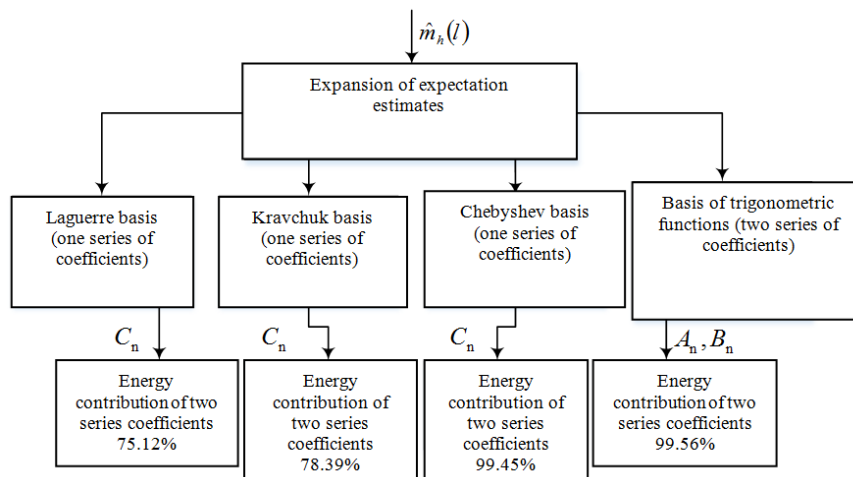 m̂ₕ(l)
Expansion of expectation
estimates
Laguerre basis
(one series of
coefficients)
Kravchuk basis
(one series of
coefficients)
Chebyshev basis
(one series of
coefficients)
Basis of trigonometric
functions (two series of
coefficients)
Cₙ
Cₙ
Cₙ
Aₙ, Bₙ
Energy
contribution of two
series coefficients
75.12%
Energy
contribution of
two series
coefficients
78.39%
Energy
contribution of
two series
coefficients
99.45%
Energy
contribution of two
series coefficients
99.56%